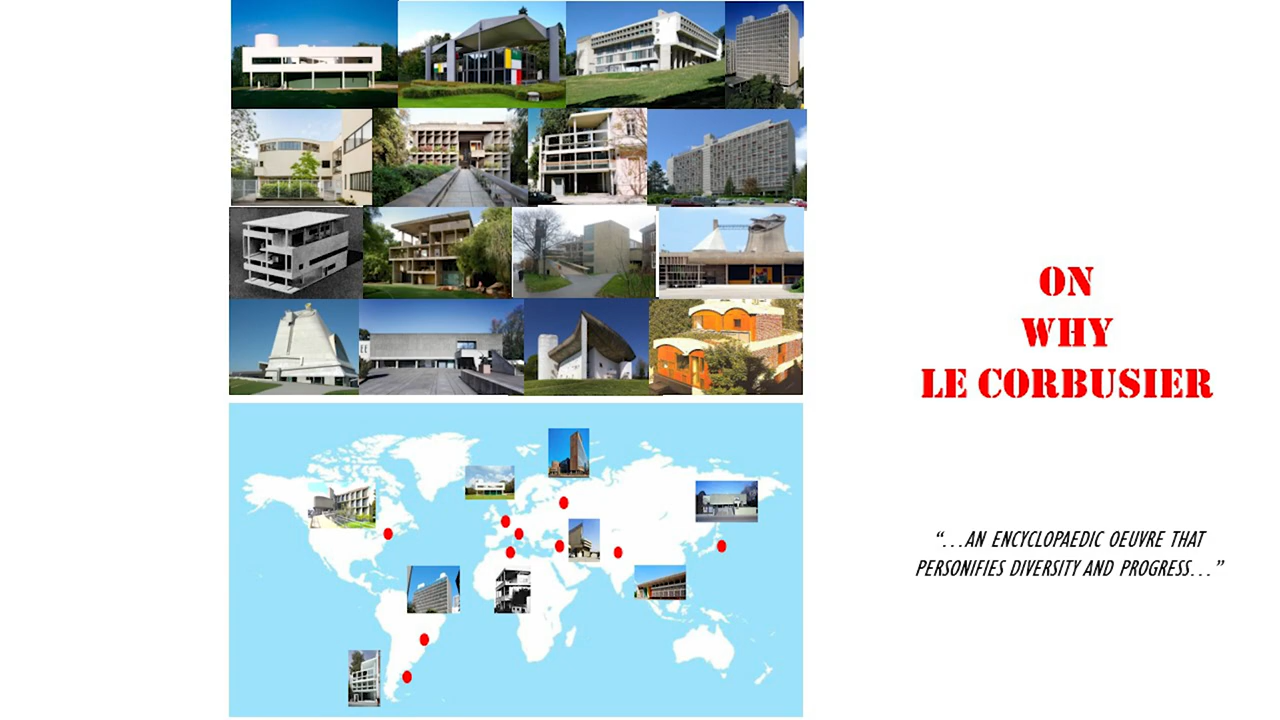 ON
WHY
LE CORBUSIER
“...AN ENCYCLOPAEDIC OEUVRE THAT
PERSONIFIES DIVERSITY AND PROGRESS...”